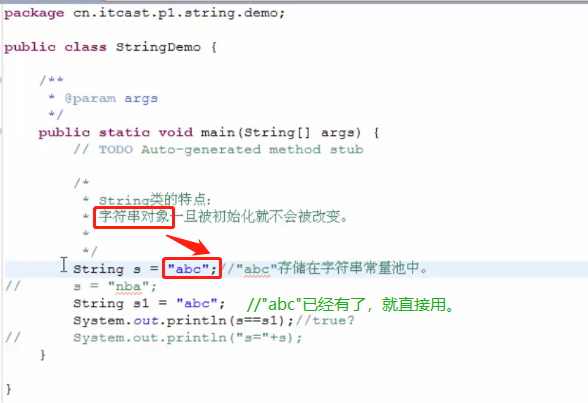 package cn.itcast.p1.string.demo;
public class StringDemo {
/**
* @param args
*/
public static void main(String[] args) {
// TODO Auto-generated method stub
/*
* String类的特点：
* 字符串对象一旦被初始化就不会被改变。
*
*/
String s = "abc";//"abc"存储在字符串常量池中。
// s = "nba";
String s1 = "abc"; //"abc"已经有了，就直接用。
System.out.println(s==s1);//true?
// System.out.println("s="+s);
}
}